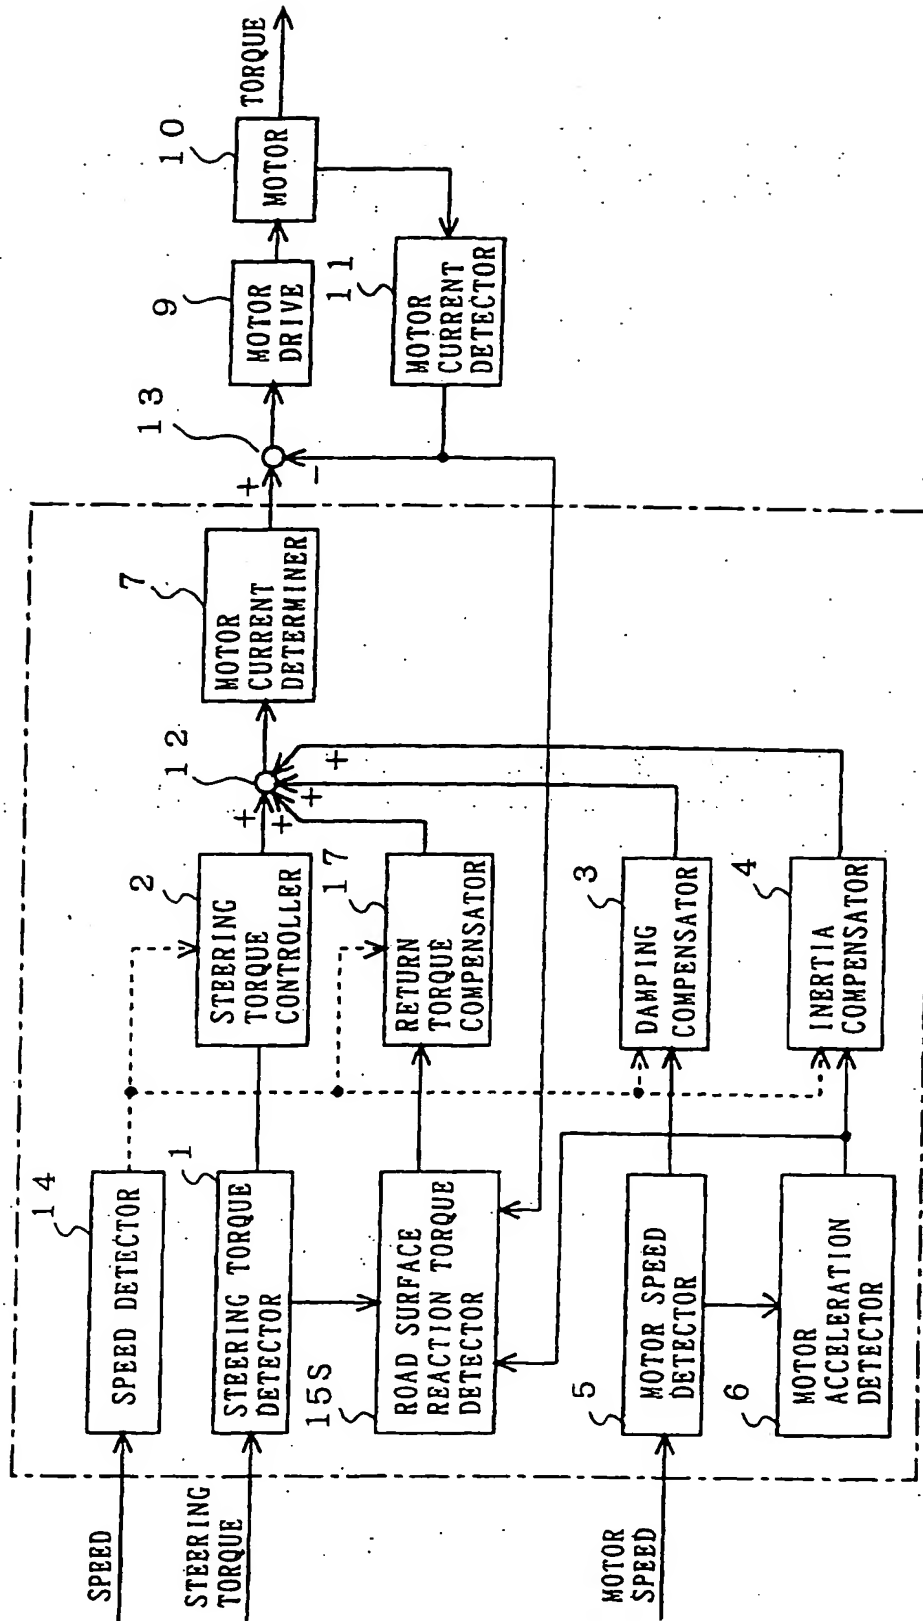 SPEED
14
SPEED DETECTOR
STEERING
TORQUE
1
STEERING TORQUE
DETECTOR
2
STEERING
TORQUE
CONTROLLER
+
12
7
MOTOR
CURRENT
DETERMINER
+
13
−
9
MOTOR
DRIVE
10
MOTOR
TORQUE
11
MOTOR
CURRENT
DETECTOR
15S
ROAD SURFACE
REACTION TORQUE
DETECTOR
17
RETURN
TORQUE
COMPENSATOR
+
+
+
MOTOR
SPEED
5
MOTOR SPEED
DETECTOR
3
DAMPING
COMPENSATOR
6
MOTOR
ACCELERATION
DETECTOR
4
INERTIA
COMPENSATOR